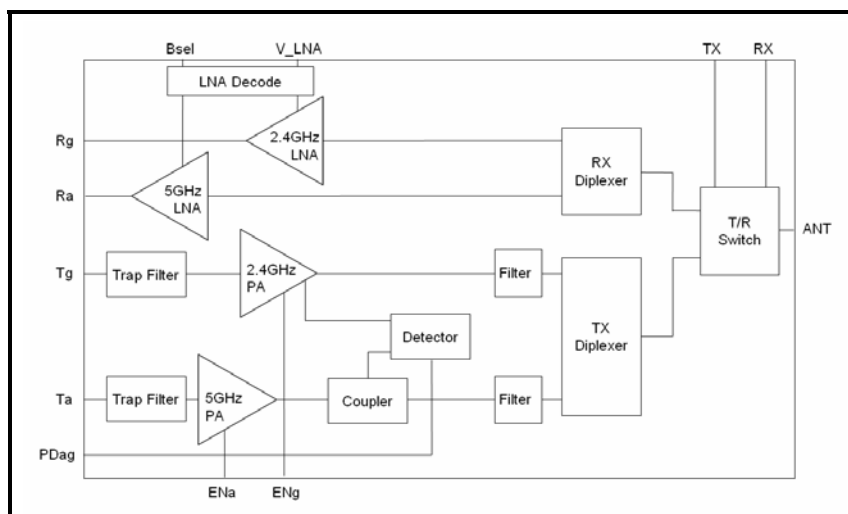 Bsel V_LNA TX RX
LNA Decode
Rg
2.4GHz
LNA
RX
Diplexer
Ra
5GHz
LNA
T/R
Switch
ANT
Tg
Trap Filter
2.4GHz
PA
Filter
Detector
TX
Diplexer
Ta
Trap Filter
5GHz
PA
Coupler
Filter
PDag
ENa ENg